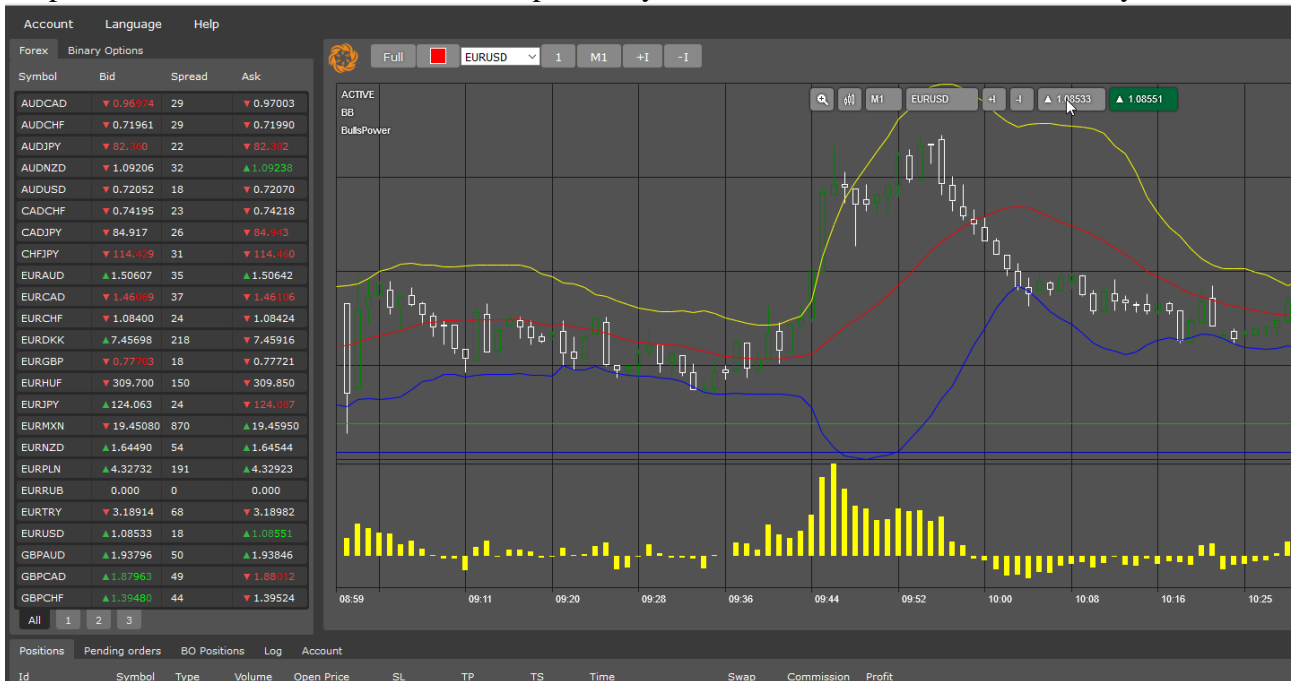 Account Language Help
Forex Binary Options
Symbol Bid Spread Ask
AUDCAD ▼ 0.96974 29 ▼ 0.97003
AUDCHF ▼ 0.71961 29 ▼ 0.71990
AUDJPY ▼ 82.360 22 ▼ 82.382
AUDNZD ▼ 1.09206 32 ▲ 1.09238
AUDUSD ▼ 0.72052 18 ▼ 0.72070
CADCHF ▼ 0.74195 23 ▼ 0.74218
CADJPY ▼ 84.917 26 ▼ 84.943
CHFJPY ▼ 114.429 31 ▼ 114.460
EURAUD ▲ 1.50607 35 ▲ 1.50642
EURCAD ▼ 1.46069 37 ▼ 1.46106
EURCHF ▼ 1.08400 24 ▼ 1.08424
EURDKK ▲ 7.45698 218 ▼ 7.45916
EURGBP ▼ 0.77703 18 ▼ 0.77721
EURHUF ▼ 309.700 150 ▼ 309.850
EURJPY ▲ 124.063 24 ▼ 124.087
EURMXN ▼ 19.45080 870 ▲ 19.45950
EURNZD ▲ 1.64490 54 ▲ 1.64544
EURPLN ▲ 4.32732 191 ▲ 4.32923
EURRUB 0.000 0 0.000
EURTRY ▼ 3.18914 68 ▼ 3.18982
EURUSD ▲ 1.08533 18 ▲ 1.08551
GBPAUD ▲ 1.93796 50 ▲ 1.93846
GBPCAD ▲ 1.87963 49 ▼ 1.88012
GBPCHF ▲ 1.39480 44 ▼ 1.39524
All 1 2 3
Full EURUSD 1 M1 +I -I
ACTIVE
BB
BullsPower
M1 EURUSD +I -I ▲ 1.08533 ▲ 1.08551
08:59 09:11 09:20 09:28 09:36 09:44 09:52 10:00 10:08 10:16 10:25
Positions Pending orders BO Positions Log Account
Id Symbol Type Volume Open Price SL TP TS Time Swap Commission Profit